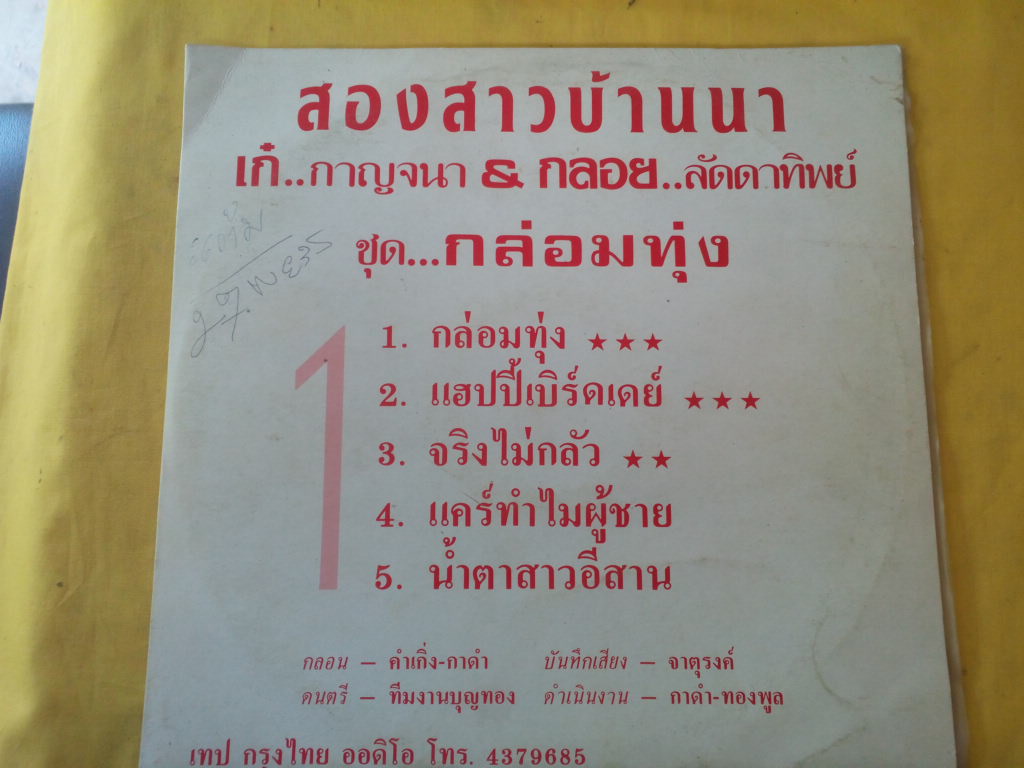 สองสาวบ้านนา
เก๋..กาญจนา & กลอย..ลัดดาทิพย์
ชุด...กล่อมทุ่ง
1
1. กล่อมทุ่ง ★★★
2. แฮปปี้เบิร์ดเดย์ ★★★
3. จริงไม่กลัว ★★
4. แคร์ทำไมผู้ชาย
5. น้ำตาสาวอีสาน
กลอน – คำเกิ่ง-กาดำ บันทึกเสียง – จาตุรงค์
ดนตรี – ทีมงานบุญทอง ดำเนินงาน – กาดำ-ทองพูล
เทป กรุงไทย ออดิโอ โทร. 4379685